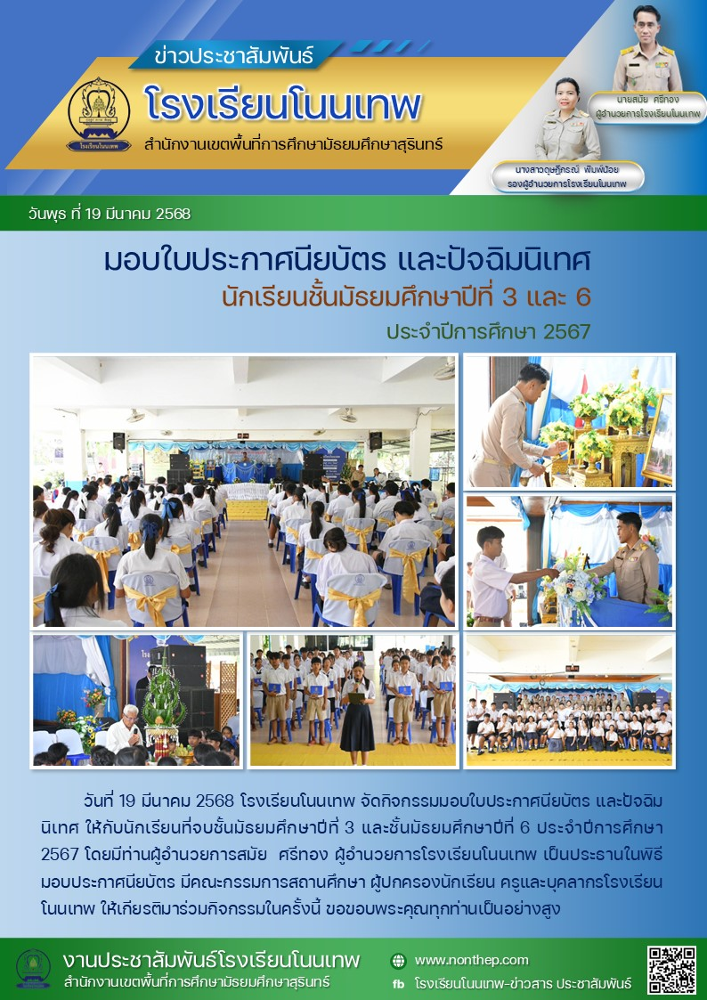 ข่าวประชาสัมพันธ์
โรงเรียนโนนเทพ
สำนักงานเขตพื้นที่การศึกษามัธยมศึกษาสุรินทร์
โรงเรียนโนนเทพ
นายสมัย ศรีทอง
ผู้อำนวยการโรงเรียนโนนเทพ
นางสาวดุษฎีภรณ์ พิมพ์น้อย
รองผู้อำนวยการโรงเรียนโนนเทพ
วันพุธ ที่ 19 มีนาคม 2568
มอบใบประกาศนียบัตร และปัจฉิมนิเทศ
นักเรียนชั้นมัธยมศึกษาปีที่ 3 และ 6
ประจำปีการศึกษา 2567
วันที่ 19 มีนาคม 2568 โรงเรียนโนนเทพ จัดกิจกรรมมอบใบประกาศนียบัตร และปัจฉิม
นิเทศ ให้กับนักเรียนที่จบชั้นมัธยมศึกษาปีที่ 3 และชั้นมัธยมศึกษาปีที่ 6 ประจำปีการศึกษา
2567 โดยมีท่านผู้อำนวยการสมัย ศรีทอง ผู้อำนวยการโรงเรียนโนนเทพ เป็นประธานในพิธี
มอบประกาศนียบัตร มีคณะกรรมการสถานศึกษา ผู้ปกครองนักเรียน ครูและบุคลากรโรงเรียน
โนนเทพ ให้เกียรติมาร่วมกิจกรรมในครั้งนี้ ขอขอบพระคุณทุกท่านเป็นอย่างสูง
งานประชาสัมพันธ์โรงเรียนโนนเทพ
สำนักงานเขตพื้นที่การศึกษามัธยมศึกษาสุรินทร์
www.nonthep.com
fb โรงเรียนโนนเทพ-ข่าวสาร ประชาสัมพันธ์